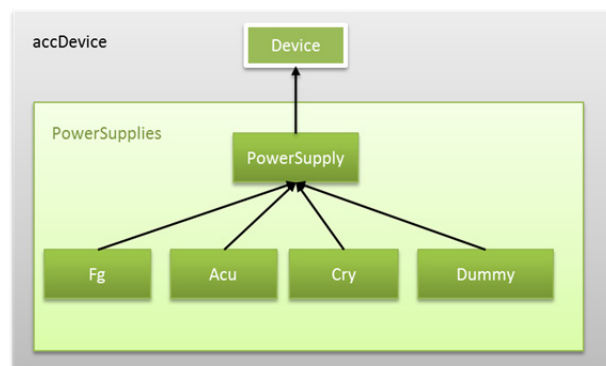 accDevice
Device
PowerSupplies
PowerSupply
Fg
Acu
Cry
Dummy